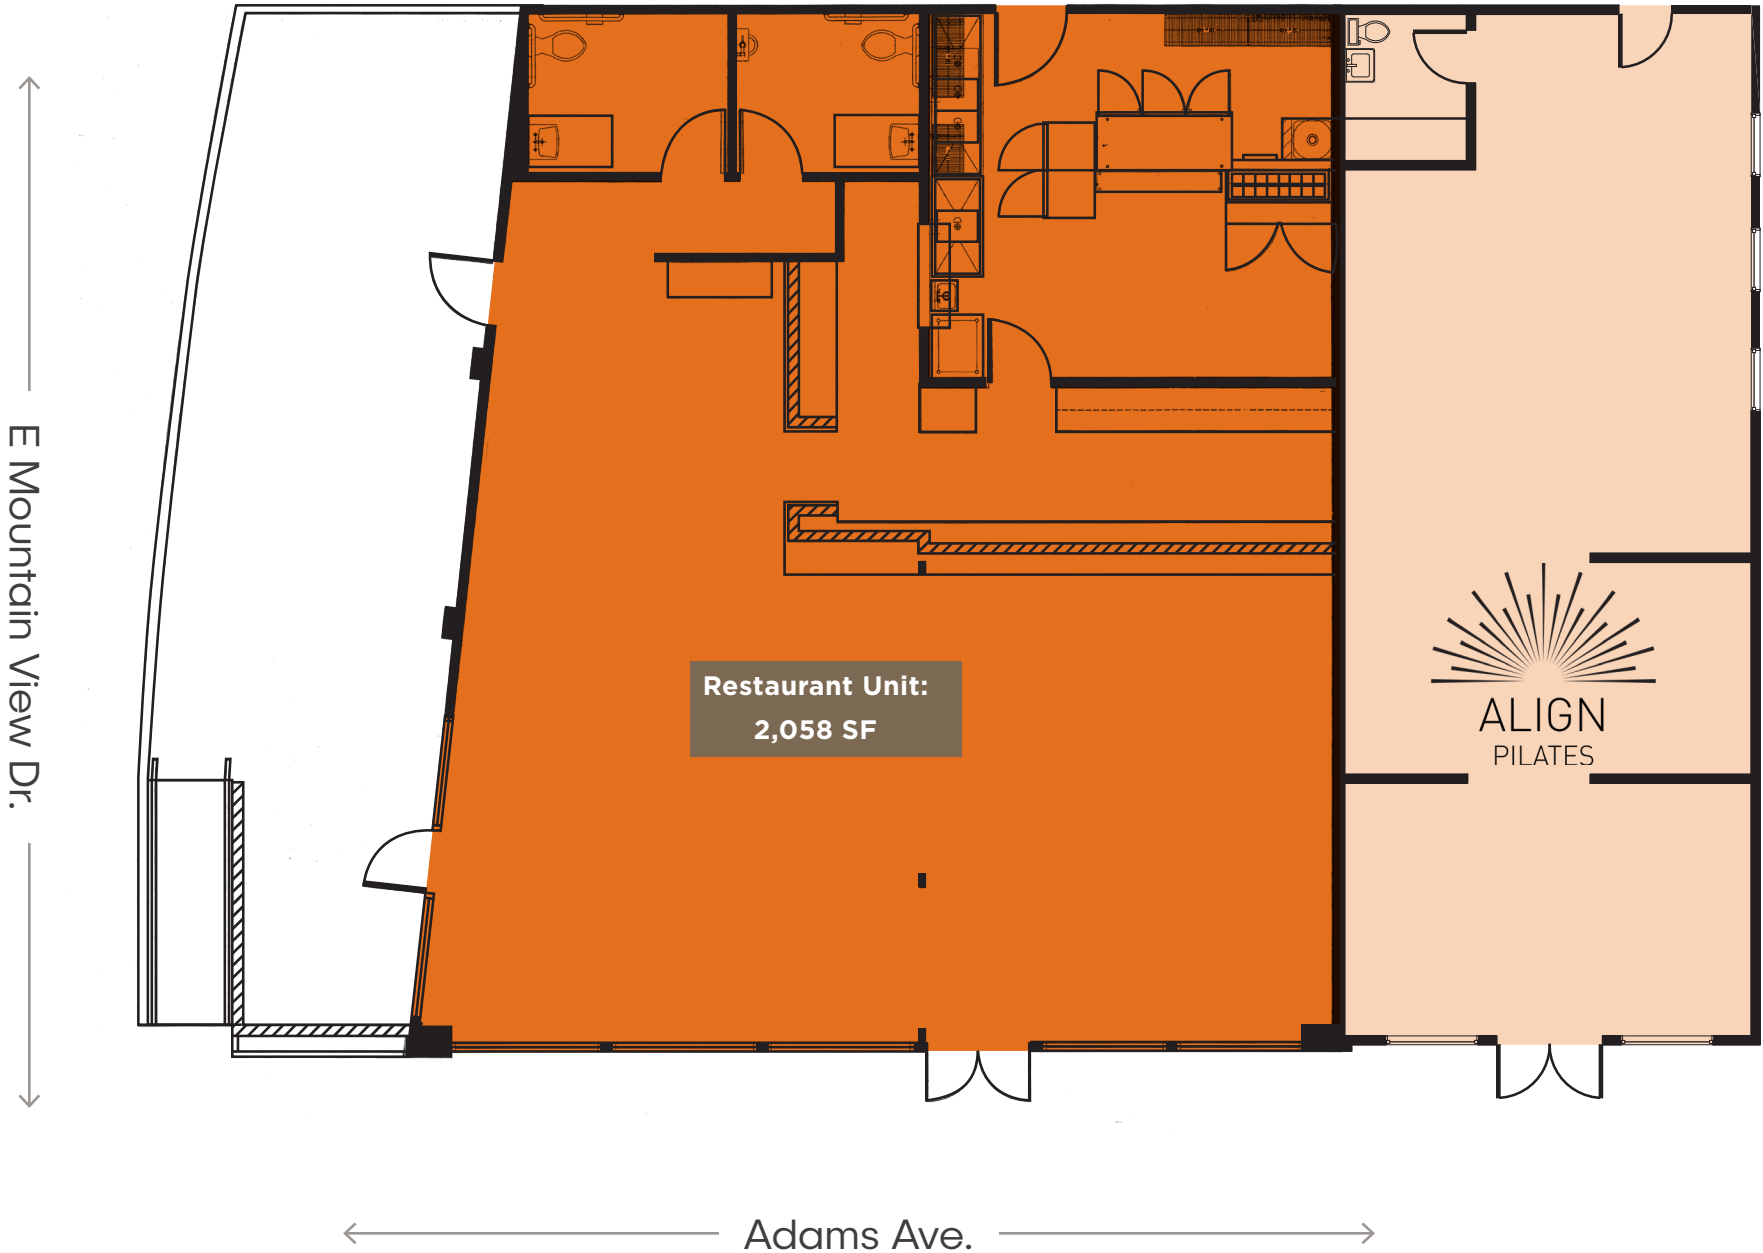 E Mountain View Dr.
Restaurant Unit:
2,058 SF
ALIGN
PILATES
Adams Ave.